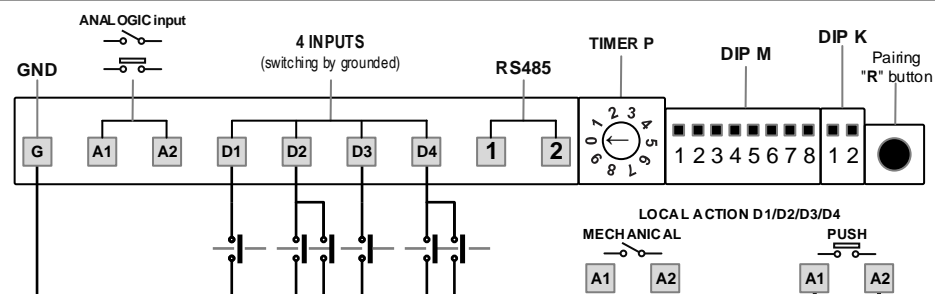 ANALOGIC input
4 INPUTS
(switching by grounded)
TIMER P
DIP M
DIP K
GND
RS485
Pairing
"R" button
G A1 A2 D1 D2 D3 D4 1 2
0 1 2 3 4 5 6 7 8 9
1 2 3 4 5 6 7 8
1 2
LOCAL ACTION D1/D2/D3/D4
MECHANICAL
PUSH
A1 A2
A1 A2